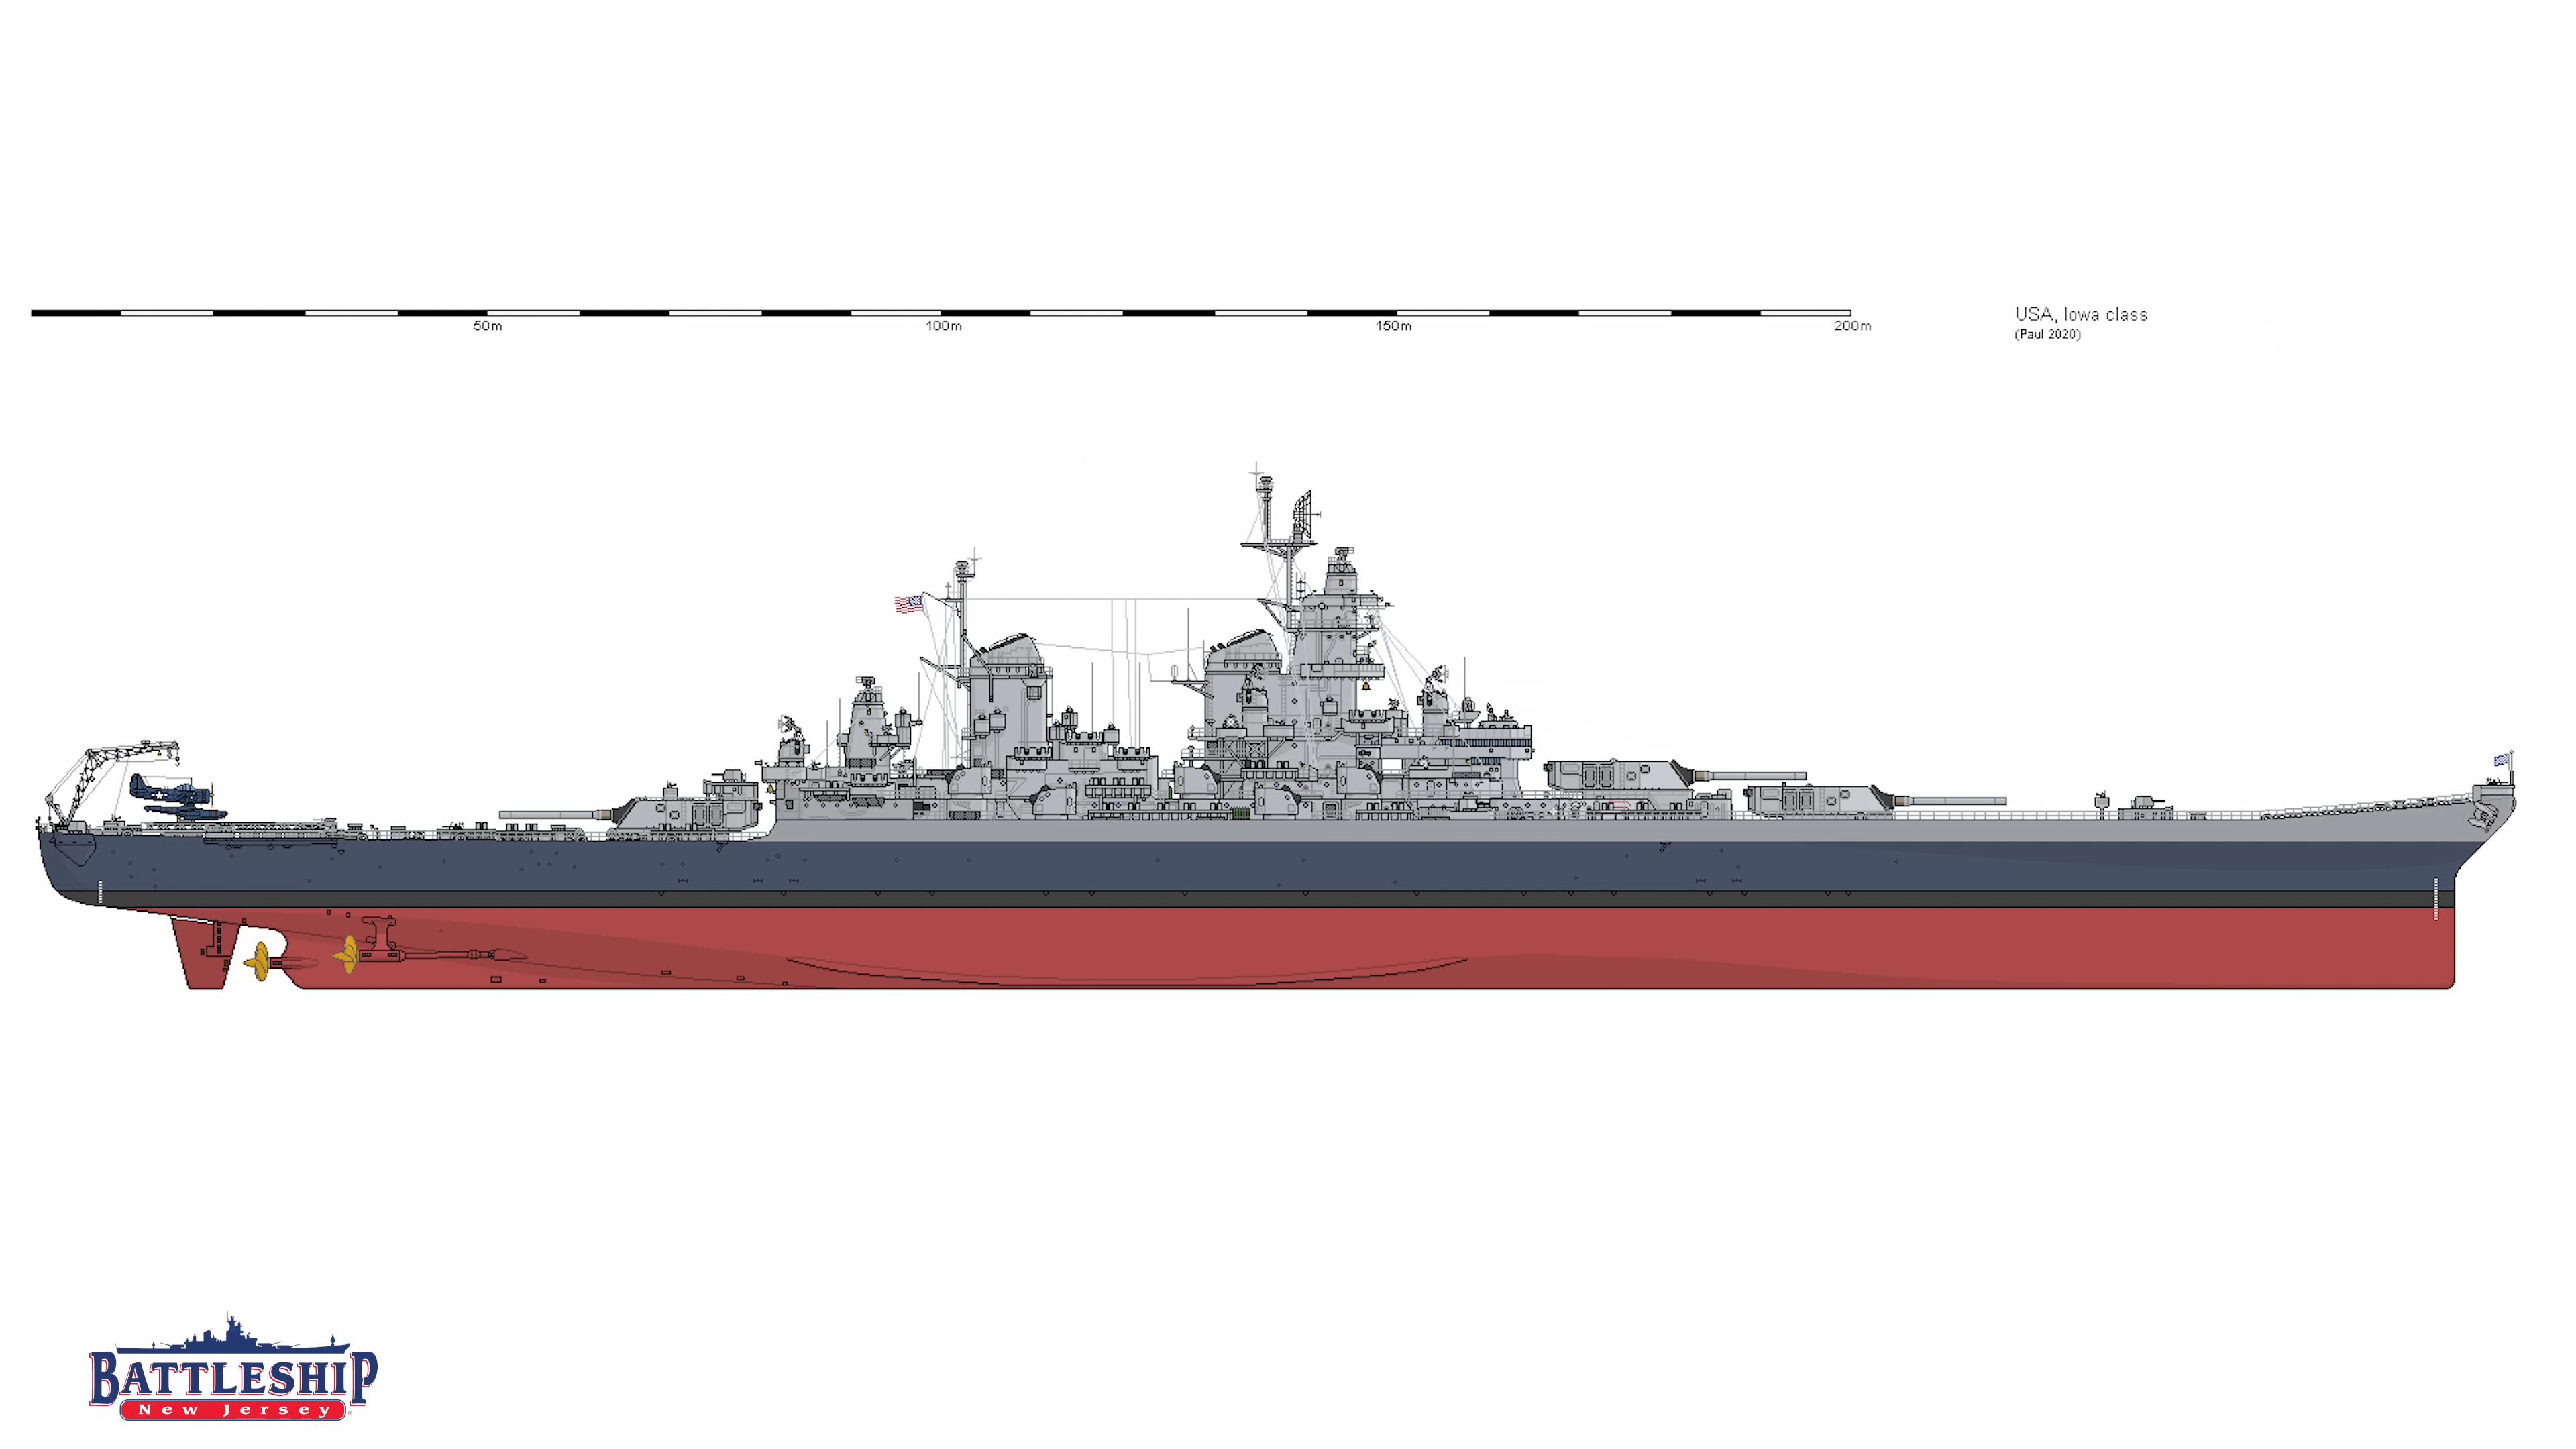 50m 100m 150m 200m
USA, Iowa class
(Paul 2020)
BATTLESHIP
New Jersey